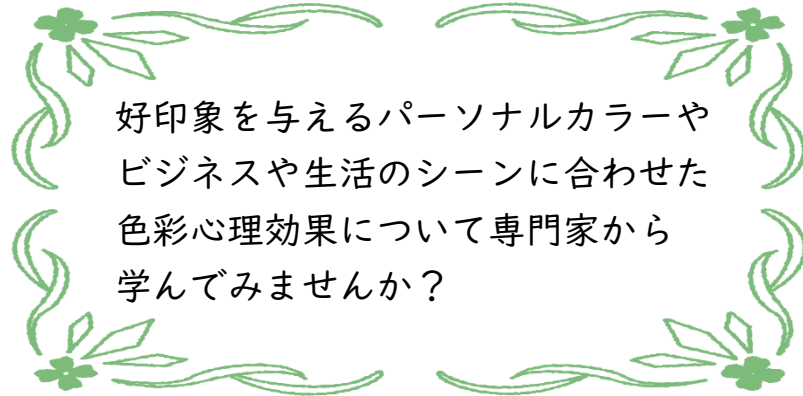 好印象を与えるパーソナルカラーや
ビジネスや生活のシーンに合わせた
色彩心理効果について専門家から
学んでみませんか？